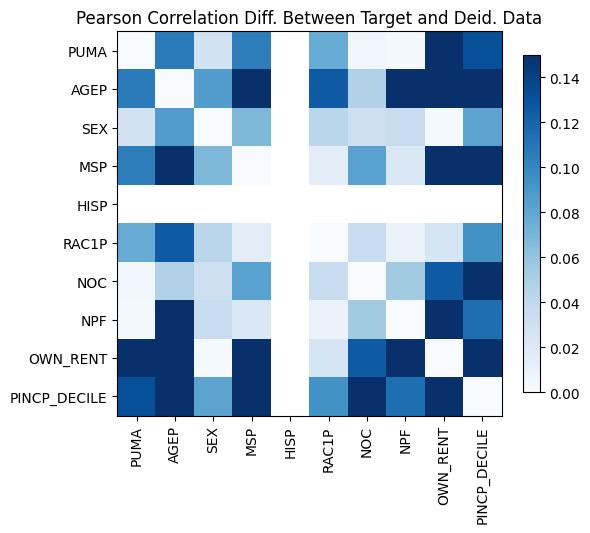 Pearson Correlation Diff. Between Target and Deid. Data
PUMA
AGEP
SEX
MSP
HISP
RAC1P
NOC
NPF
OWN_RENT
PINCP_DECILE
PUMA
AGEP
SEX
MSP
HISP
RAC1P
NOC
NPF
OWN_RENT
PINCP_DECILE
0.14
0.12
0.10
0.08
0.06
0.04
0.02
0.00